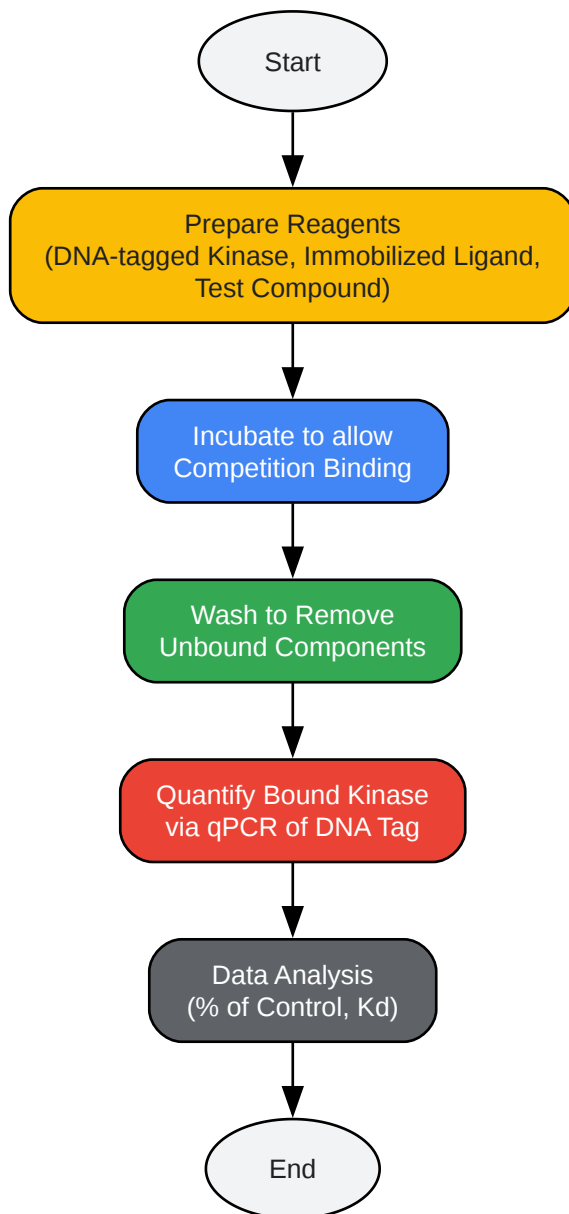 Start
Prepare Reagents
(DNA-tagged Kinase, Immobilized Ligand,
Test Compound)
Incubate to allow
Competition Binding
Wash to Remove
Unbound Components
Quantify Bound Kinase
via qPCR of DNA Tag
Data Analysis
(% of Control, Kd)
End